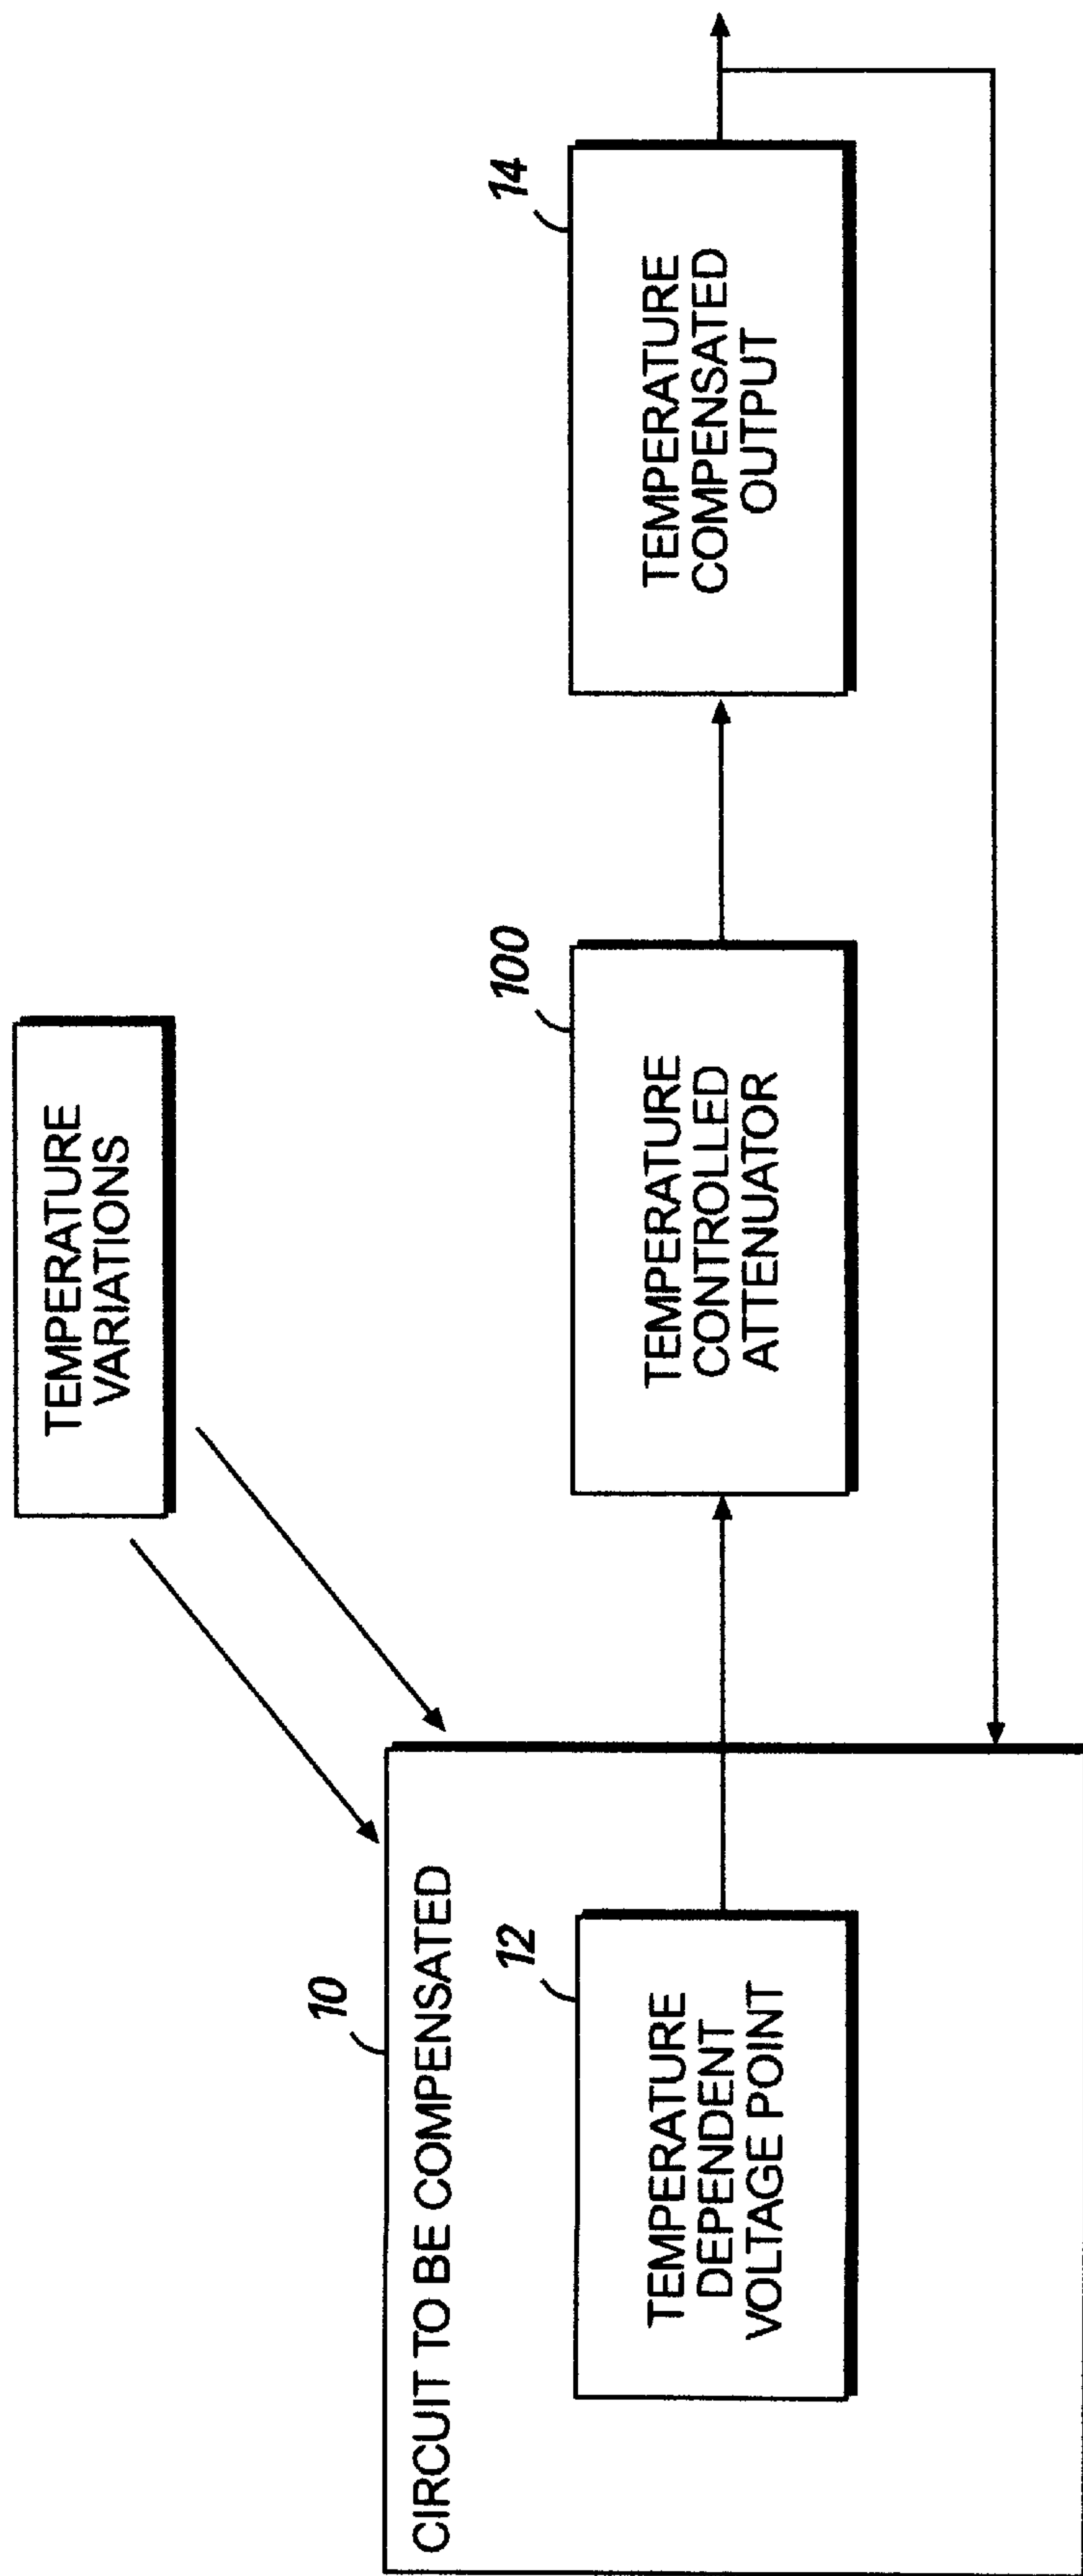 TEMPERATURE
VARIATIONS
10
CIRCUIT TO BE COMPENSATED
12
TEMPERATURE
DEPENDENT
VOLTAGE POINT
100
TEMPERATURE
CONTROLLED
ATTENUATOR
14
TEMPERATURE
COMPENSATED
OUTPUT